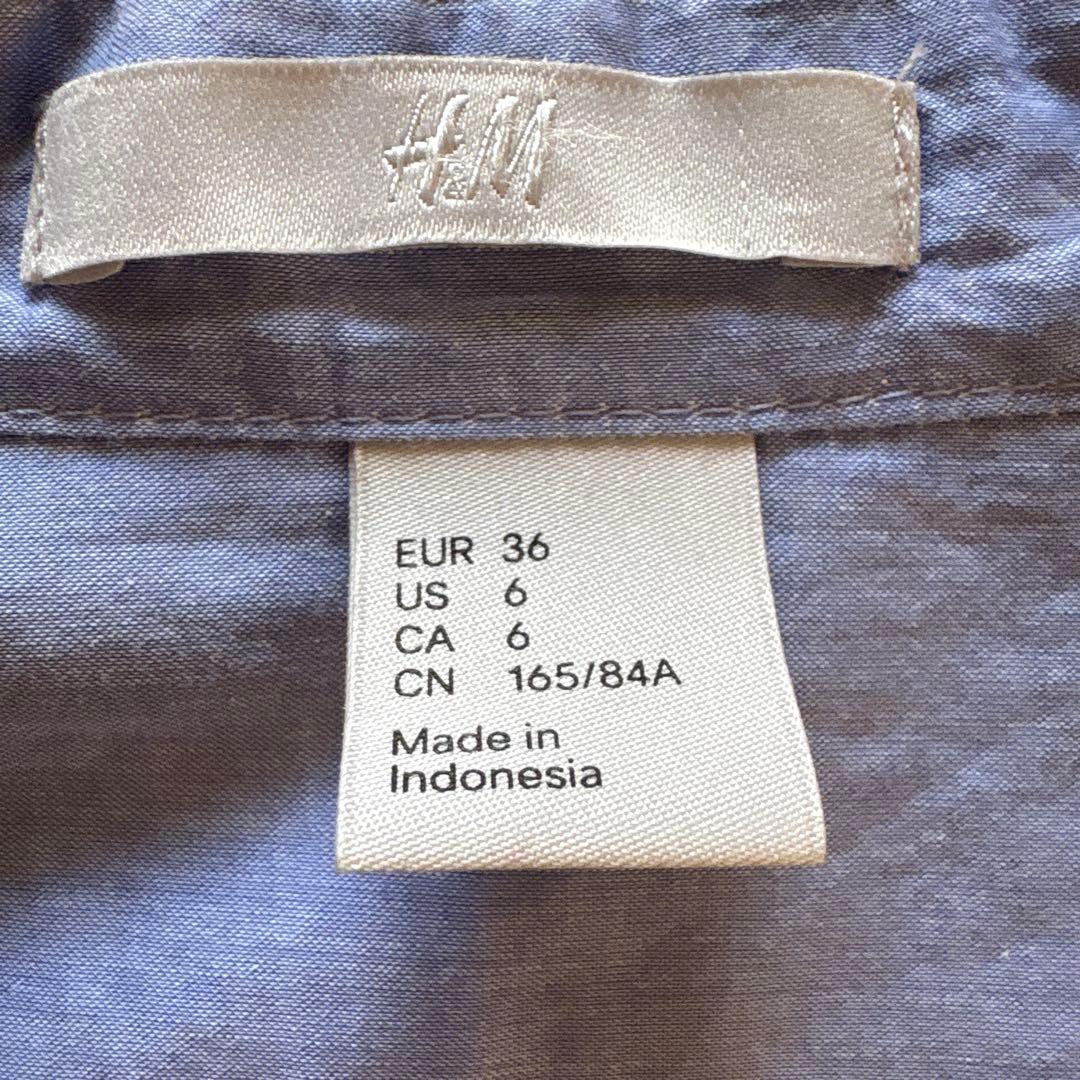 H&M
EUR 36
US 6
CA 6
CN 165/84A
Made in
Indonesia